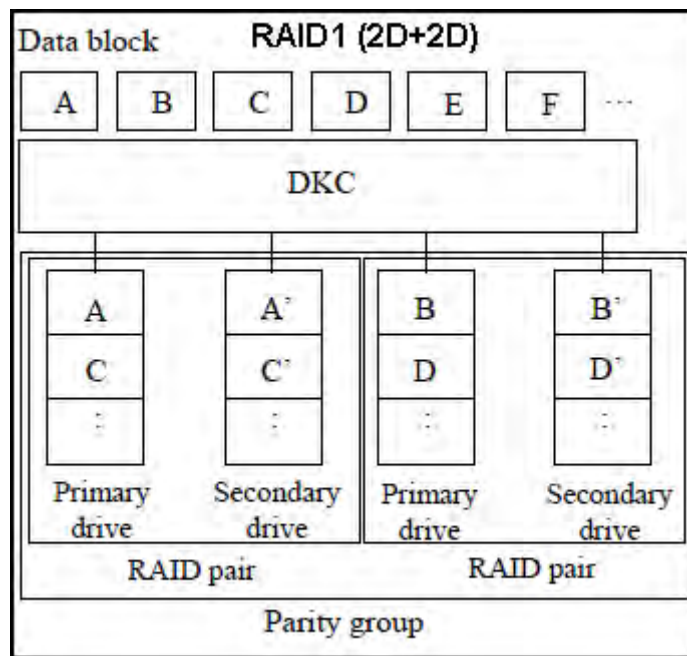 Data block RAID1 (2D+2D)
A B C D E F ...
DKC
A A' B B'
C C' D D'
: : : :
Primary drive Secondary drive Primary drive Secondary drive
RAID pair RAID pair
Parity group